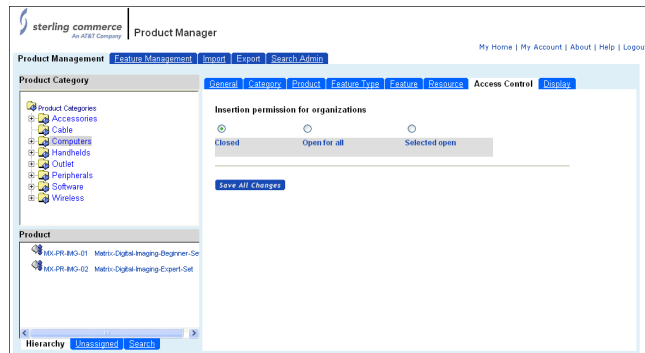 sterling commerce
An AT&T Company
Product Manager
My Home | My Account | About | Help | Logou
Product Management Feature Management Import Export Search Admin
Product Category
General Category Product Feature Type Feature Resource Access Control Display
Product Categories
Accessories
Cable
Computers
Handhelds
Outlet
Peripherals
Software
Wireless
Insertion permission for organizations
Closed Open for all Selected open
Save All Changes
Product
MX-PR-IMG-01 Matrix-Digital-Imaging-Beginner-Se
MX-PR-IMG-02 Matrix-Digital-Imaging-Expert-Set
Hierarchy Unassigned Search